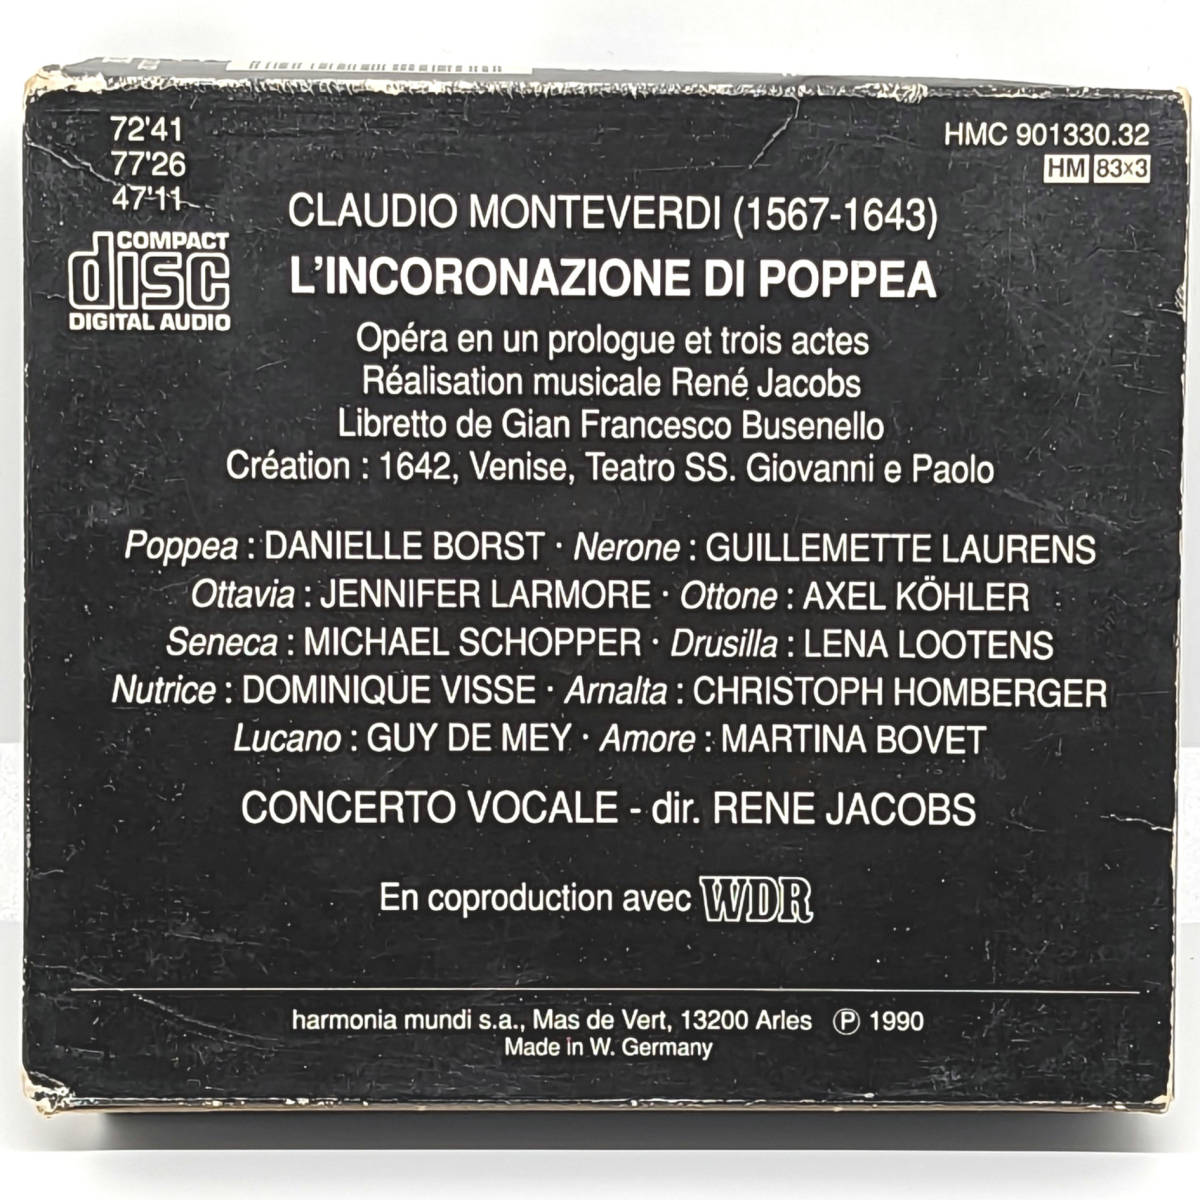 72'41
77'26
47'11
HMC 901330.32
HM 83x3
COMPACT
disc
DIGITAL AUDIO
CLAUDIO MONTEVERDI (1567-1643)
L'INCORONAZIONE DI POPPEA
Opéra en un prologue et trois actes
Réalisation musicale René Jacobs
Libretto de Gian Francesco Busenello
Création : 1642, Venise, Teatro SS. Giovanni e Paolo
Poppea : DANIELLE BORST · Nerone : GUILLEMETTE LAURENS
Ottavia : JENNIFER LARMORE · Ottone : AXEL KÖHLER
Seneca : MICHAEL SCHOPPER · Drusilla : LENA LOOTENS
Nutrice : DOMINIQUE VISSE · Arnalta : CHRISTOPH HOMBERGER
Lucano : GUY DE MEY · Amore : MARTINA BOVET
CONCERTO VOCALE - dir. RENE JACOBS
En coproduction avec WDR
harmonia mundi s.a., Mas de Vert, 13200 Arles Ⓟ 1990
Made in W. Germany